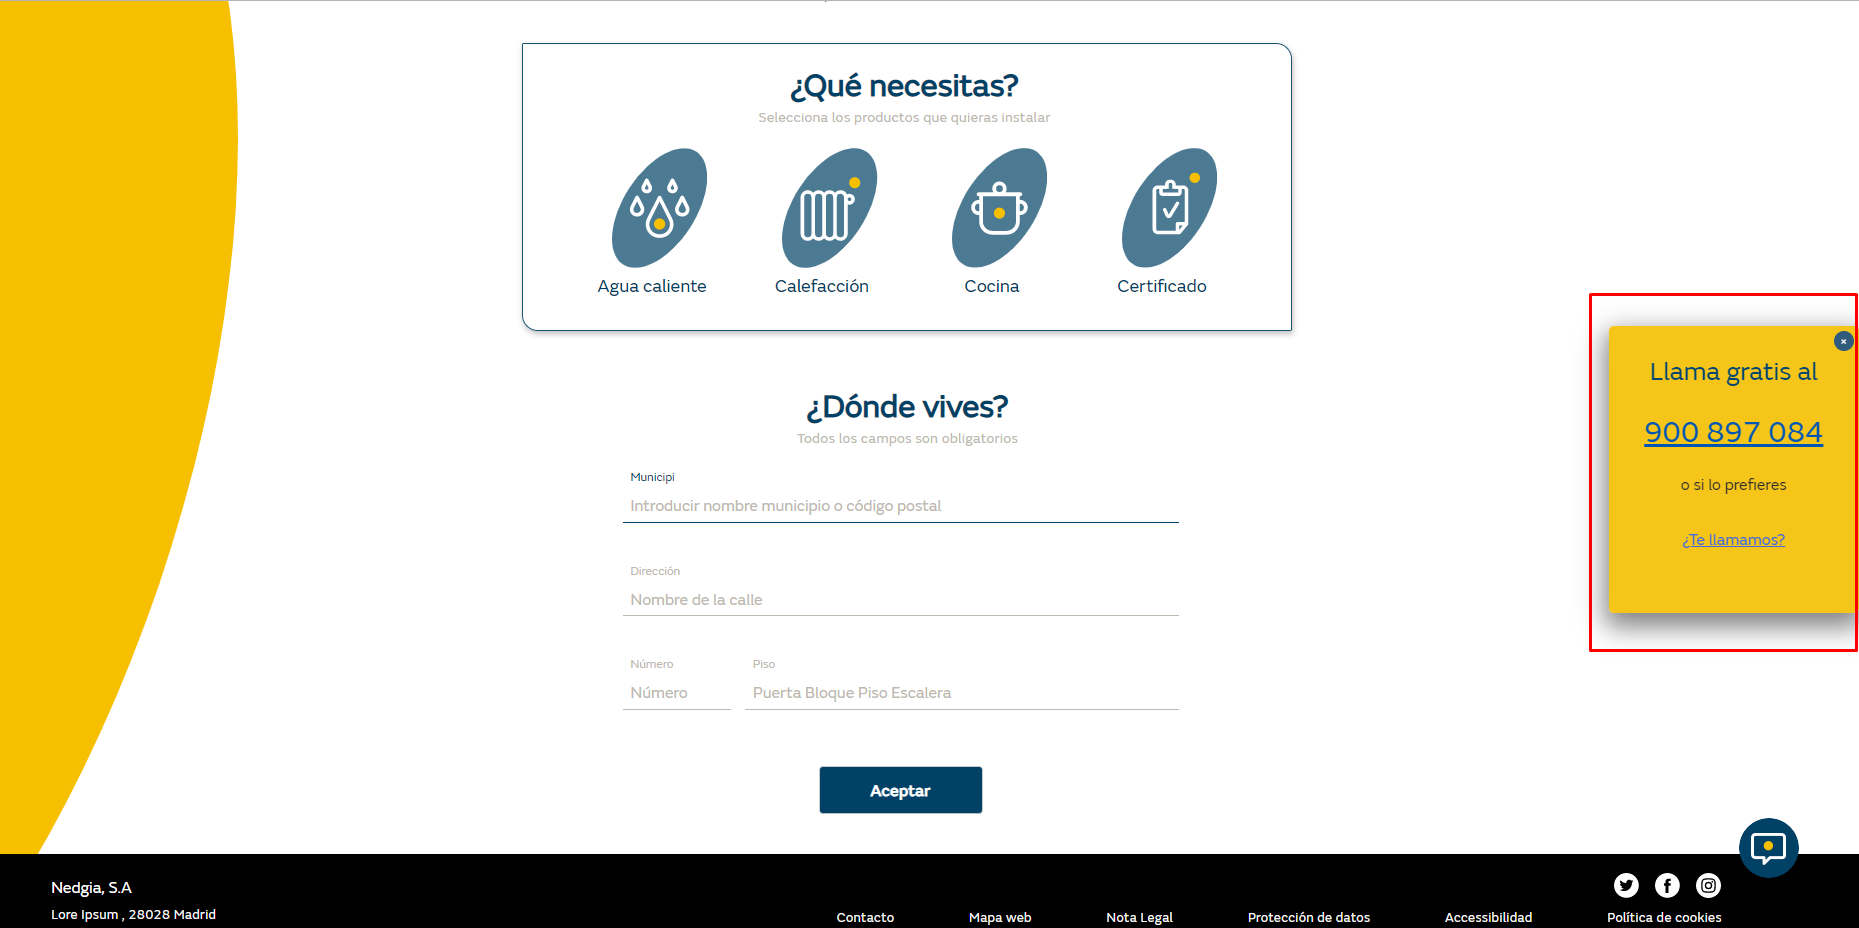 ¿Qué necesitas?
Selecciona los productos que quieras instalar
Agua caliente
Calefacción
Cocina
Certificado
¿Dónde vives?
Todos los campos son obligatorios
Municipi
Introducir nombre municipio o código postal
Dirección
Nombre de la calle
Número Piso
Número Puerta Bloque Piso Escalera
Aceptar
×
Llama gratis al
900 897 084
o si lo prefieres
¿Te llamamos?
Nedgia, S.A
Lore Ipsum , 28028 Madrid
Contacto
Mapa web
Nota Legal
Protección de datos
Accessibilidad
Política de cookies